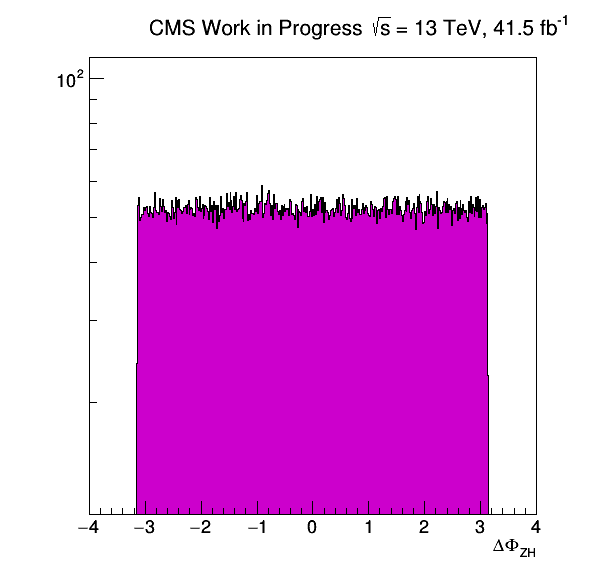 CMS Work in Progress √s = 13 TeV, 41.5 fb⁻¹
10²
−4 −3 −2 −1 0 1 2 3 4
ΔΦ_ZH